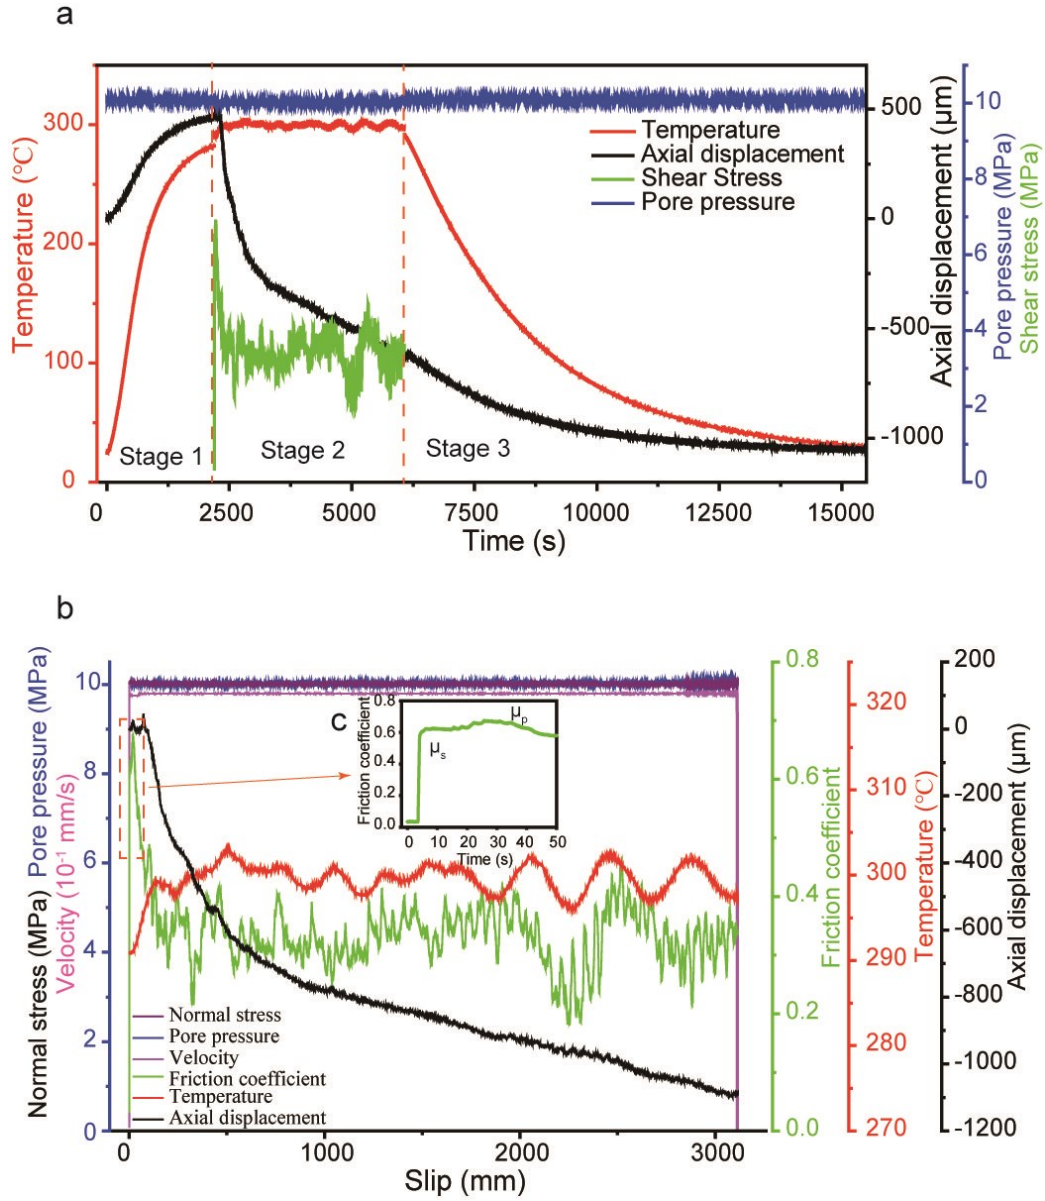 a
Temperature (℃)
300
200
100
0
Temperature
Axial displacement
Shear Stress
Pore pressure
Stage 1
Stage 2
Stage 3
0
2500
5000
7500
10000
12500
15000
Time (s)
500
0
-500
-1000
Axial displacement (μm)
10
8
6
4
2
0
Pore pressure (MPa)
Shear stress (MPa)
b
Normal stress (MPa) Pore pressure (MPa)
Velocity (10⁻¹ mm/s)
10
8
6
4
2
0
c
Friction coefficient
0.8
0.6
0.4
0.2
0.0
μs
μp
0 10 20 30 40 50
Time (s)
Normal stress
Pore pressure
Velocity
Friction coefficient
Temperature
Axial displacement
0
1000
2000
3000
Slip (mm)
0.8
0.6
0.4
0.2
0.0
Friction coefficient
320
310
300
290
280
270
Temperature (℃)
200
0
-200
-400
-600
-800
-1000
-1200
Axial displacement (μm)